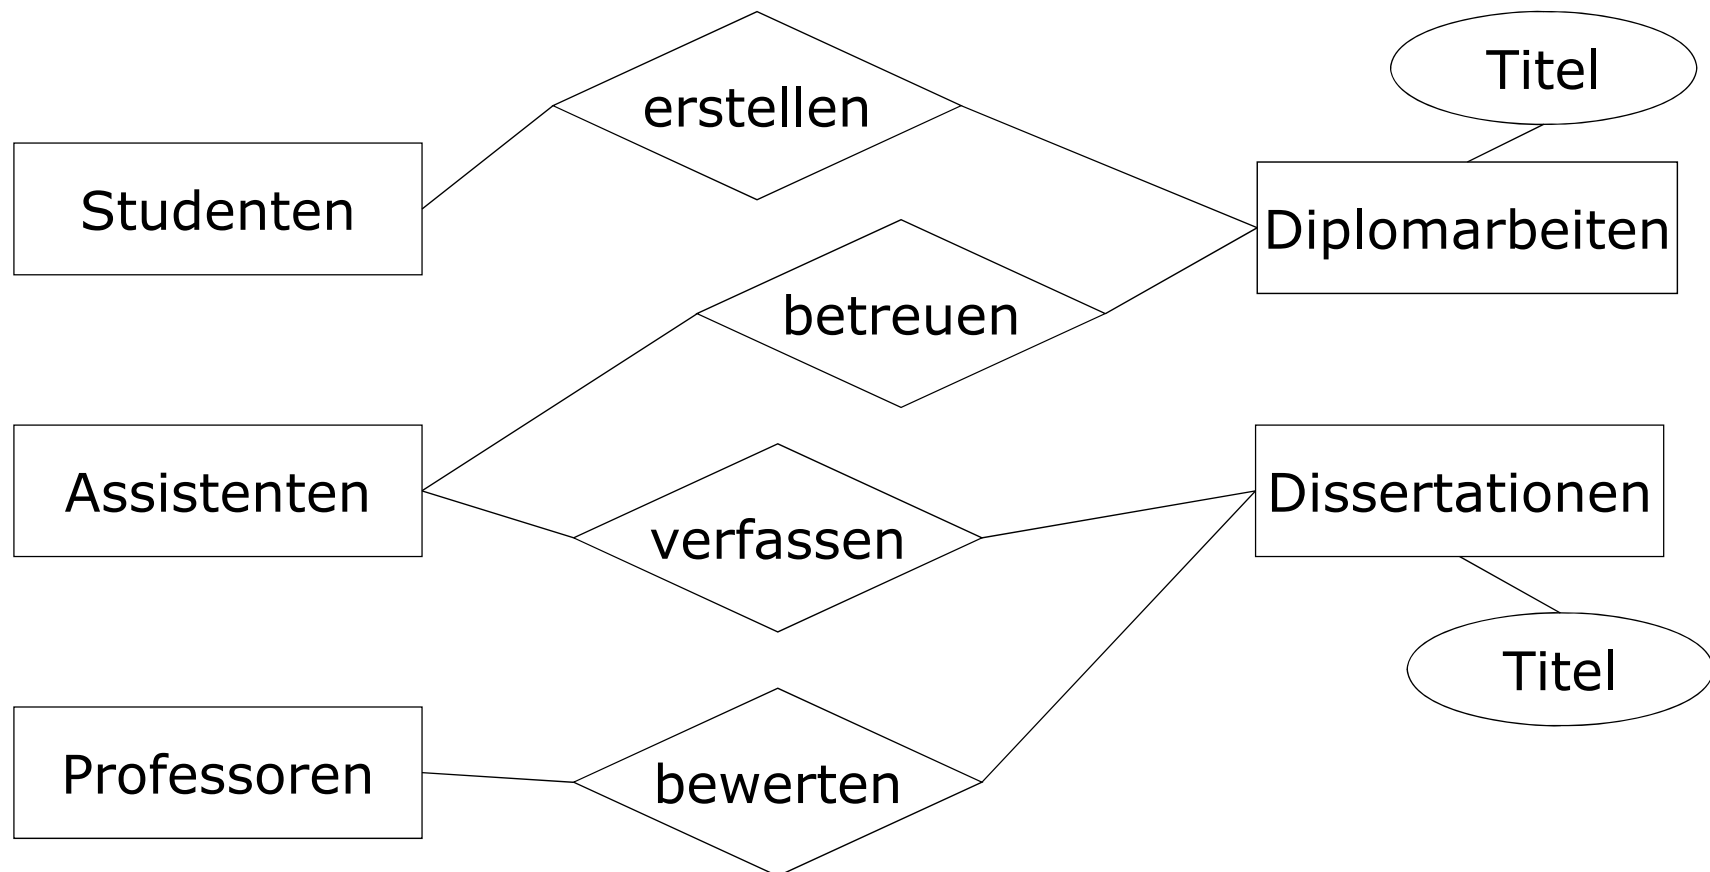 Titel
erstellen
Studenten
Diplomarbeiten
betreuen
Assistenten
Dissertationen
verfassen
Titel
Professoren
bewerten